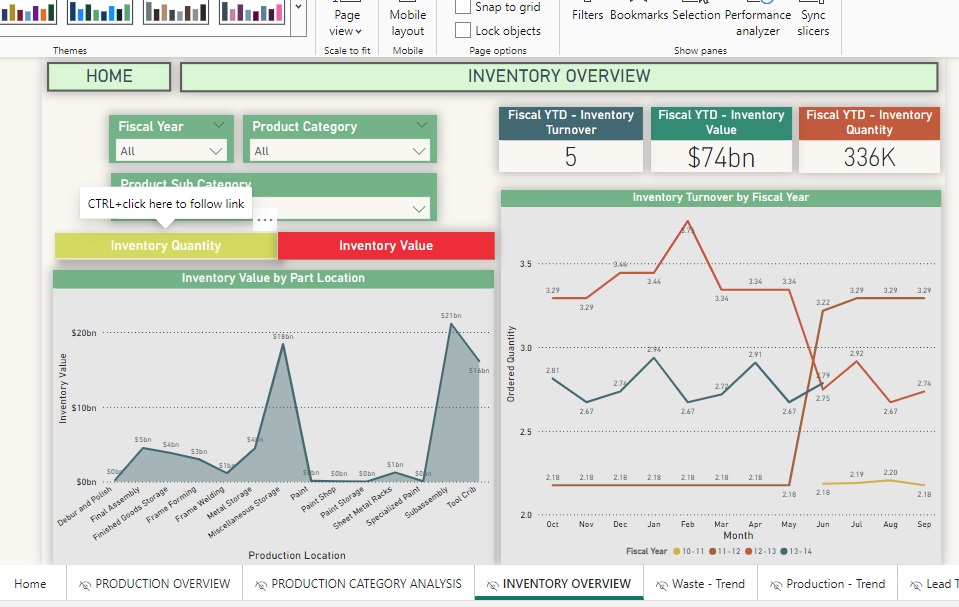 Page view
Mobile layout
Snap to grid
Lock objects
Filters Bookmarks Selection Performance analyzer Sync slicers
Themes Scale to fit Mobile Page options Show panes
HOME
INVENTORY OVERVIEW
Fiscal Year
All
Product Category
All
Product Sub Category
CTRL+click here to follow link
...
Inventory Quantity
Inventory Value
Fiscal YTD - Inventory Turnover
5
Fiscal YTD - Inventory Value
$74bn
Fiscal YTD - Inventory Quantity
336K
Inventory Value by Part Location
Inventory Value
$20bn
$10bn
$0bn
$0bn
$5bn
$4bn
$3bn
$1bn
$4bn
$18bn
$0bn
$0bn
$0bn
$1bn
$0bn
$21bn
$16bn
Debur and Polish
Final Assembly
Finished Goods Storage
Frame Forming
Frame Welding
Metal Storage
Miscellaneous Storage
Paint
Paint Shop
Paint Storage
Sheet Metal Racks
Specialized Paint
Subassembly
Tool Crib
Production Location
Inventory Turnover by Fiscal Year
Ordered Quantity
3.5
3.0
2.5
2.0
3.29
3.29
3.44
3.44
3.75
3.34
3.34
3.34
2.75
2.92
2.67
2.74
2.81
2.67
2.74
2.94
2.67
2.72
2.91
2.67
2.79
2.18
2.18
2.18
2.18
2.18
2.18
2.18
2.18
3.22
3.29
3.29
3.29
2.18
2.19
2.20
2.18
Oct Nov Dec Jan Feb Mar Apr May Jun Jul Aug Sep
Month
Fiscal Year 10-11 11-12 12-13 13-14
Home PRODUCTION OVERVIEW PRODUCTION CATEGORY ANALYSIS INVENTORY OVERVIEW Waste - Trend Production - Trend Lead T